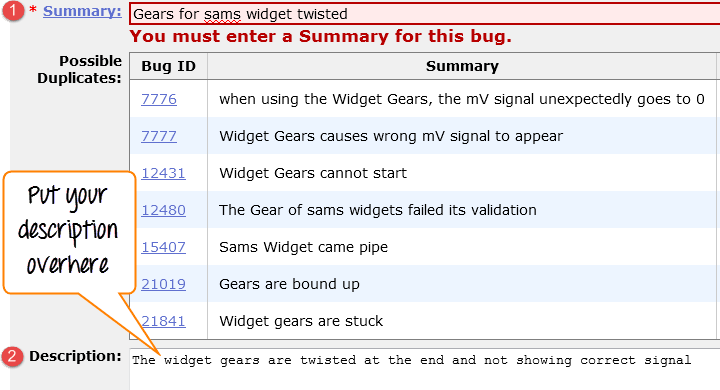 1 * Summary: Gears for sams widget twisted
You must enter a Summary for this bug.
Possible Duplicates:
Bug ID Summary
7776 when using the Widget Gears, the mV signal unexpectedly goes to 0
7777 Widget Gears causes wrong mV signal to appear
12431 Widget Gears cannot start
12480 The Gear of sams widgets failed its validation
15407 Sams Widget came pipe
21019 Gears are bound up
21841 Widget gears are stuck
Put your
description
overhere
2 Description: The widget gears are twisted at the end and not showing correct signal